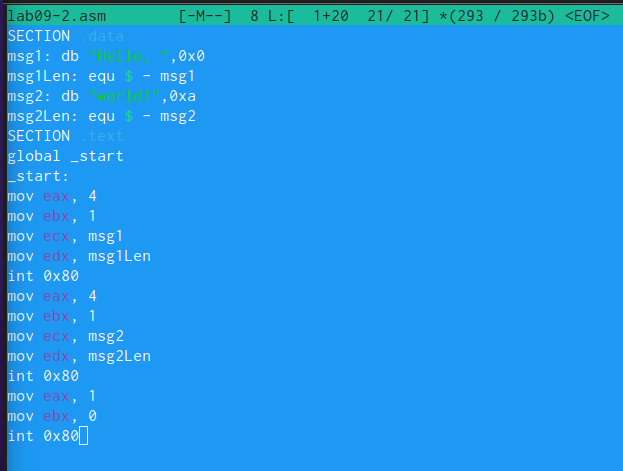 lab09-2.asm [-M--] 8 L:[ 1+20 21/ 21] *(293 / 293b) <EOF>
SECTION .data
msg1: db "Hello, ",0x0
msg1Len: equ $ - msg1
msg2: db "world!",0xa
msg2Len: equ $ - msg2
SECTION .text
global _start
_start:
mov eax, 4
mov ebx, 1
mov ecx, msg1
mov edx, msg1Len
int 0x80
mov eax, 4
mov ebx, 1
mov ecx, msg2
mov edx, msg2Len
int 0x80
mov eax, 1
mov ebx, 0
int 0x80